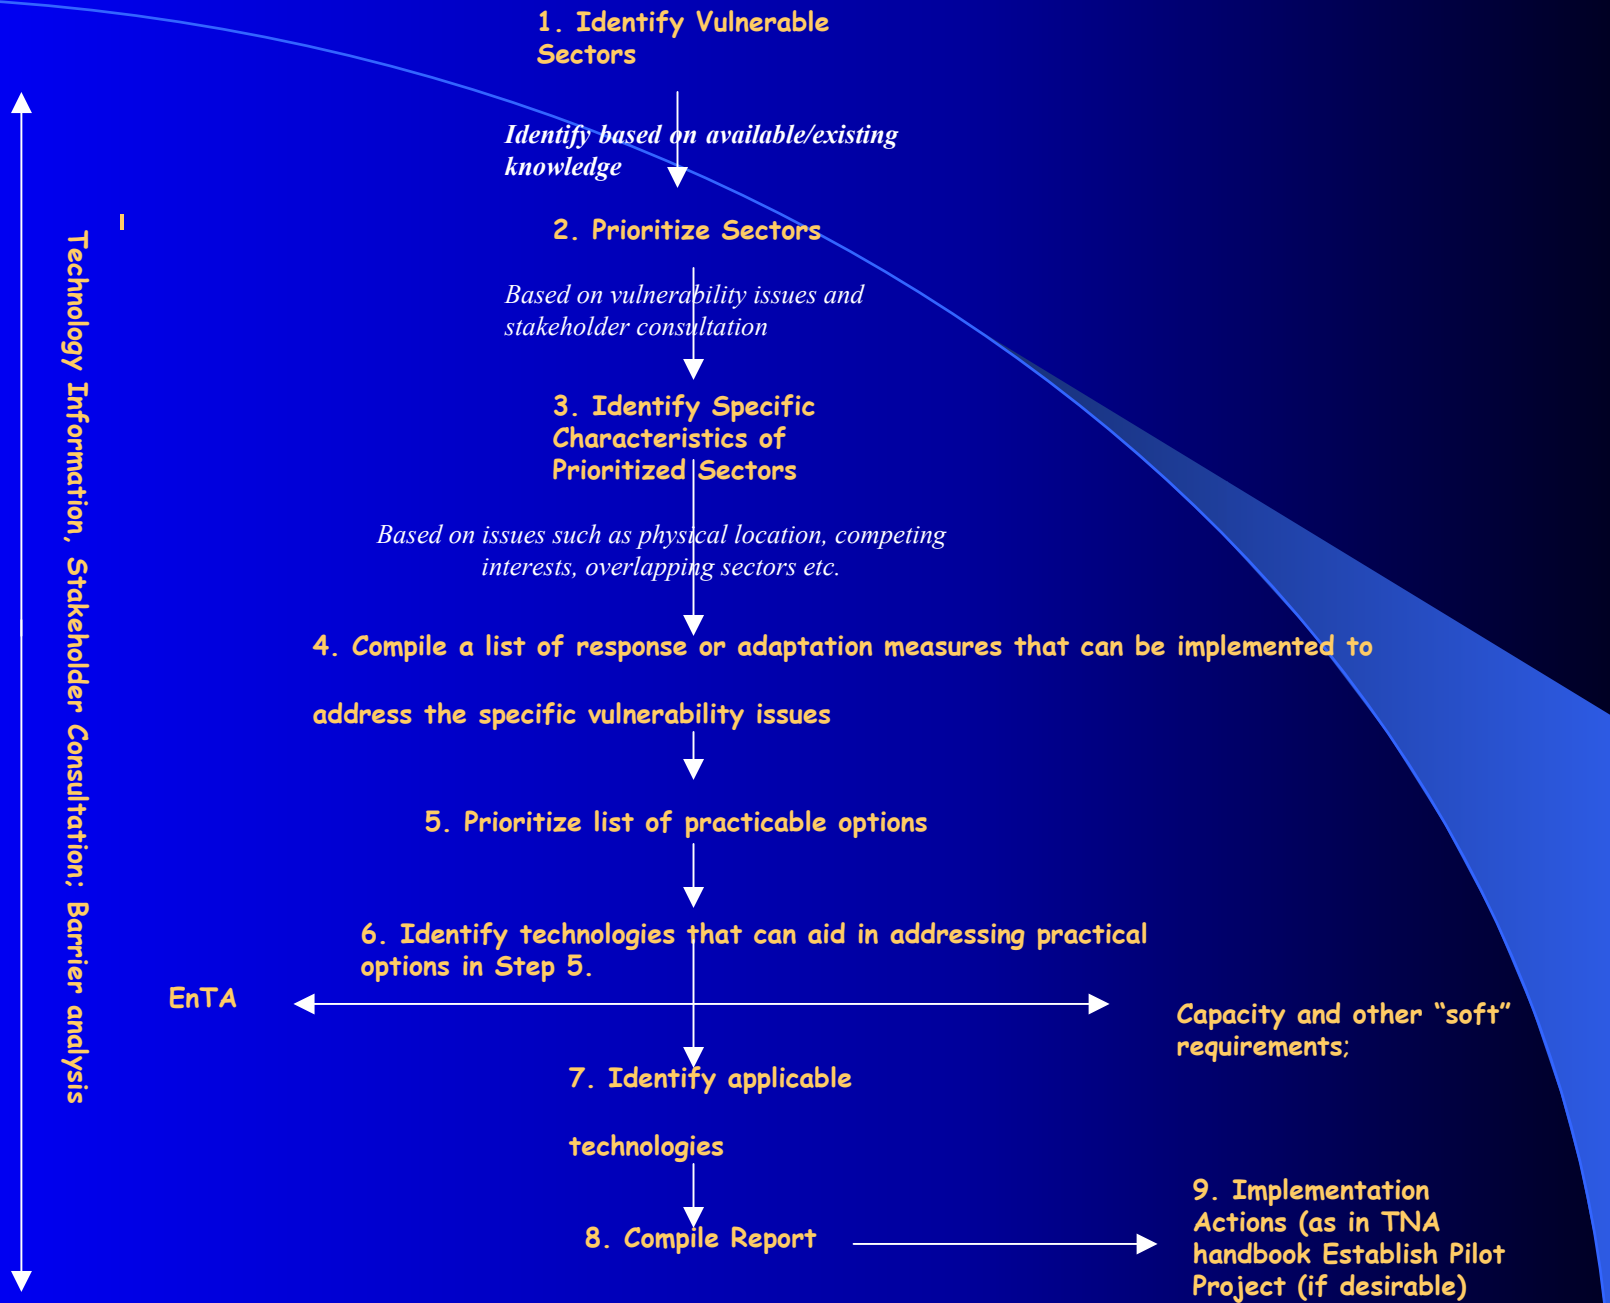 1. Identify Vulnerable
Sectors
Identify based on available/existing
knowledge
2. Prioritize Sectors
Based on vulnerability issues and
stakeholder consultation
3. Identify Specific
Characteristics of
Prioritized Sectors
Based on issues such as physical location, competing
interests, overlapping sectors etc.
4. Compile a list of response or adaptation measures that can be implemented to
address the specific vulnerability issues
5. Prioritize list of practicable options
6. Identify technologies that can aid in addressing practical
options in Step 5.
EnTA
Capacity and other “soft”
requirements;
7. Identify applicable
technologies
8. Compile Report
9. Implementation
Actions (as in TNA
handbook Establish Pilot
Project (if desirable)
Technology Information, Stakeholder Consultation; Barrier analysis